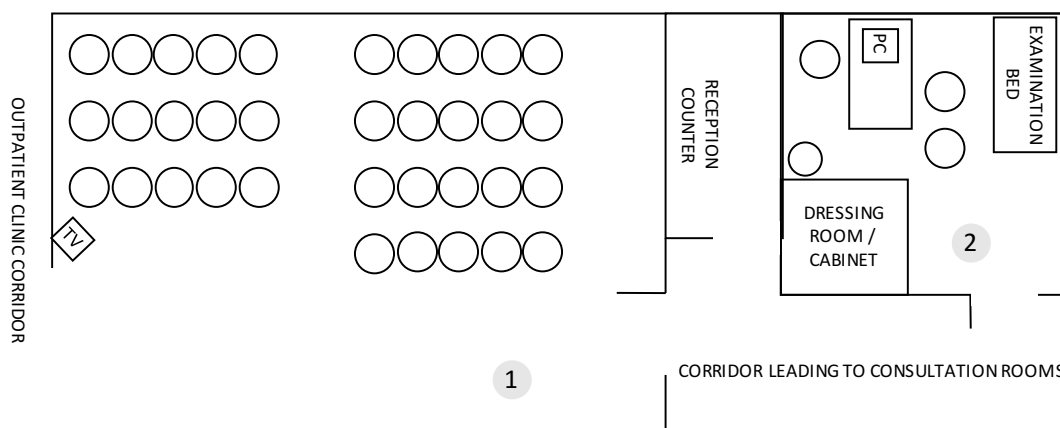 OUTPATIENT CLINIC CORRIDOR
TV
RECEPTION
COUNTER
PC
EXAMINATION
BED
DRESSING
ROOM /
CABINET
2
1
CORRIDOR LEADING TO CONSULTATION ROOMS